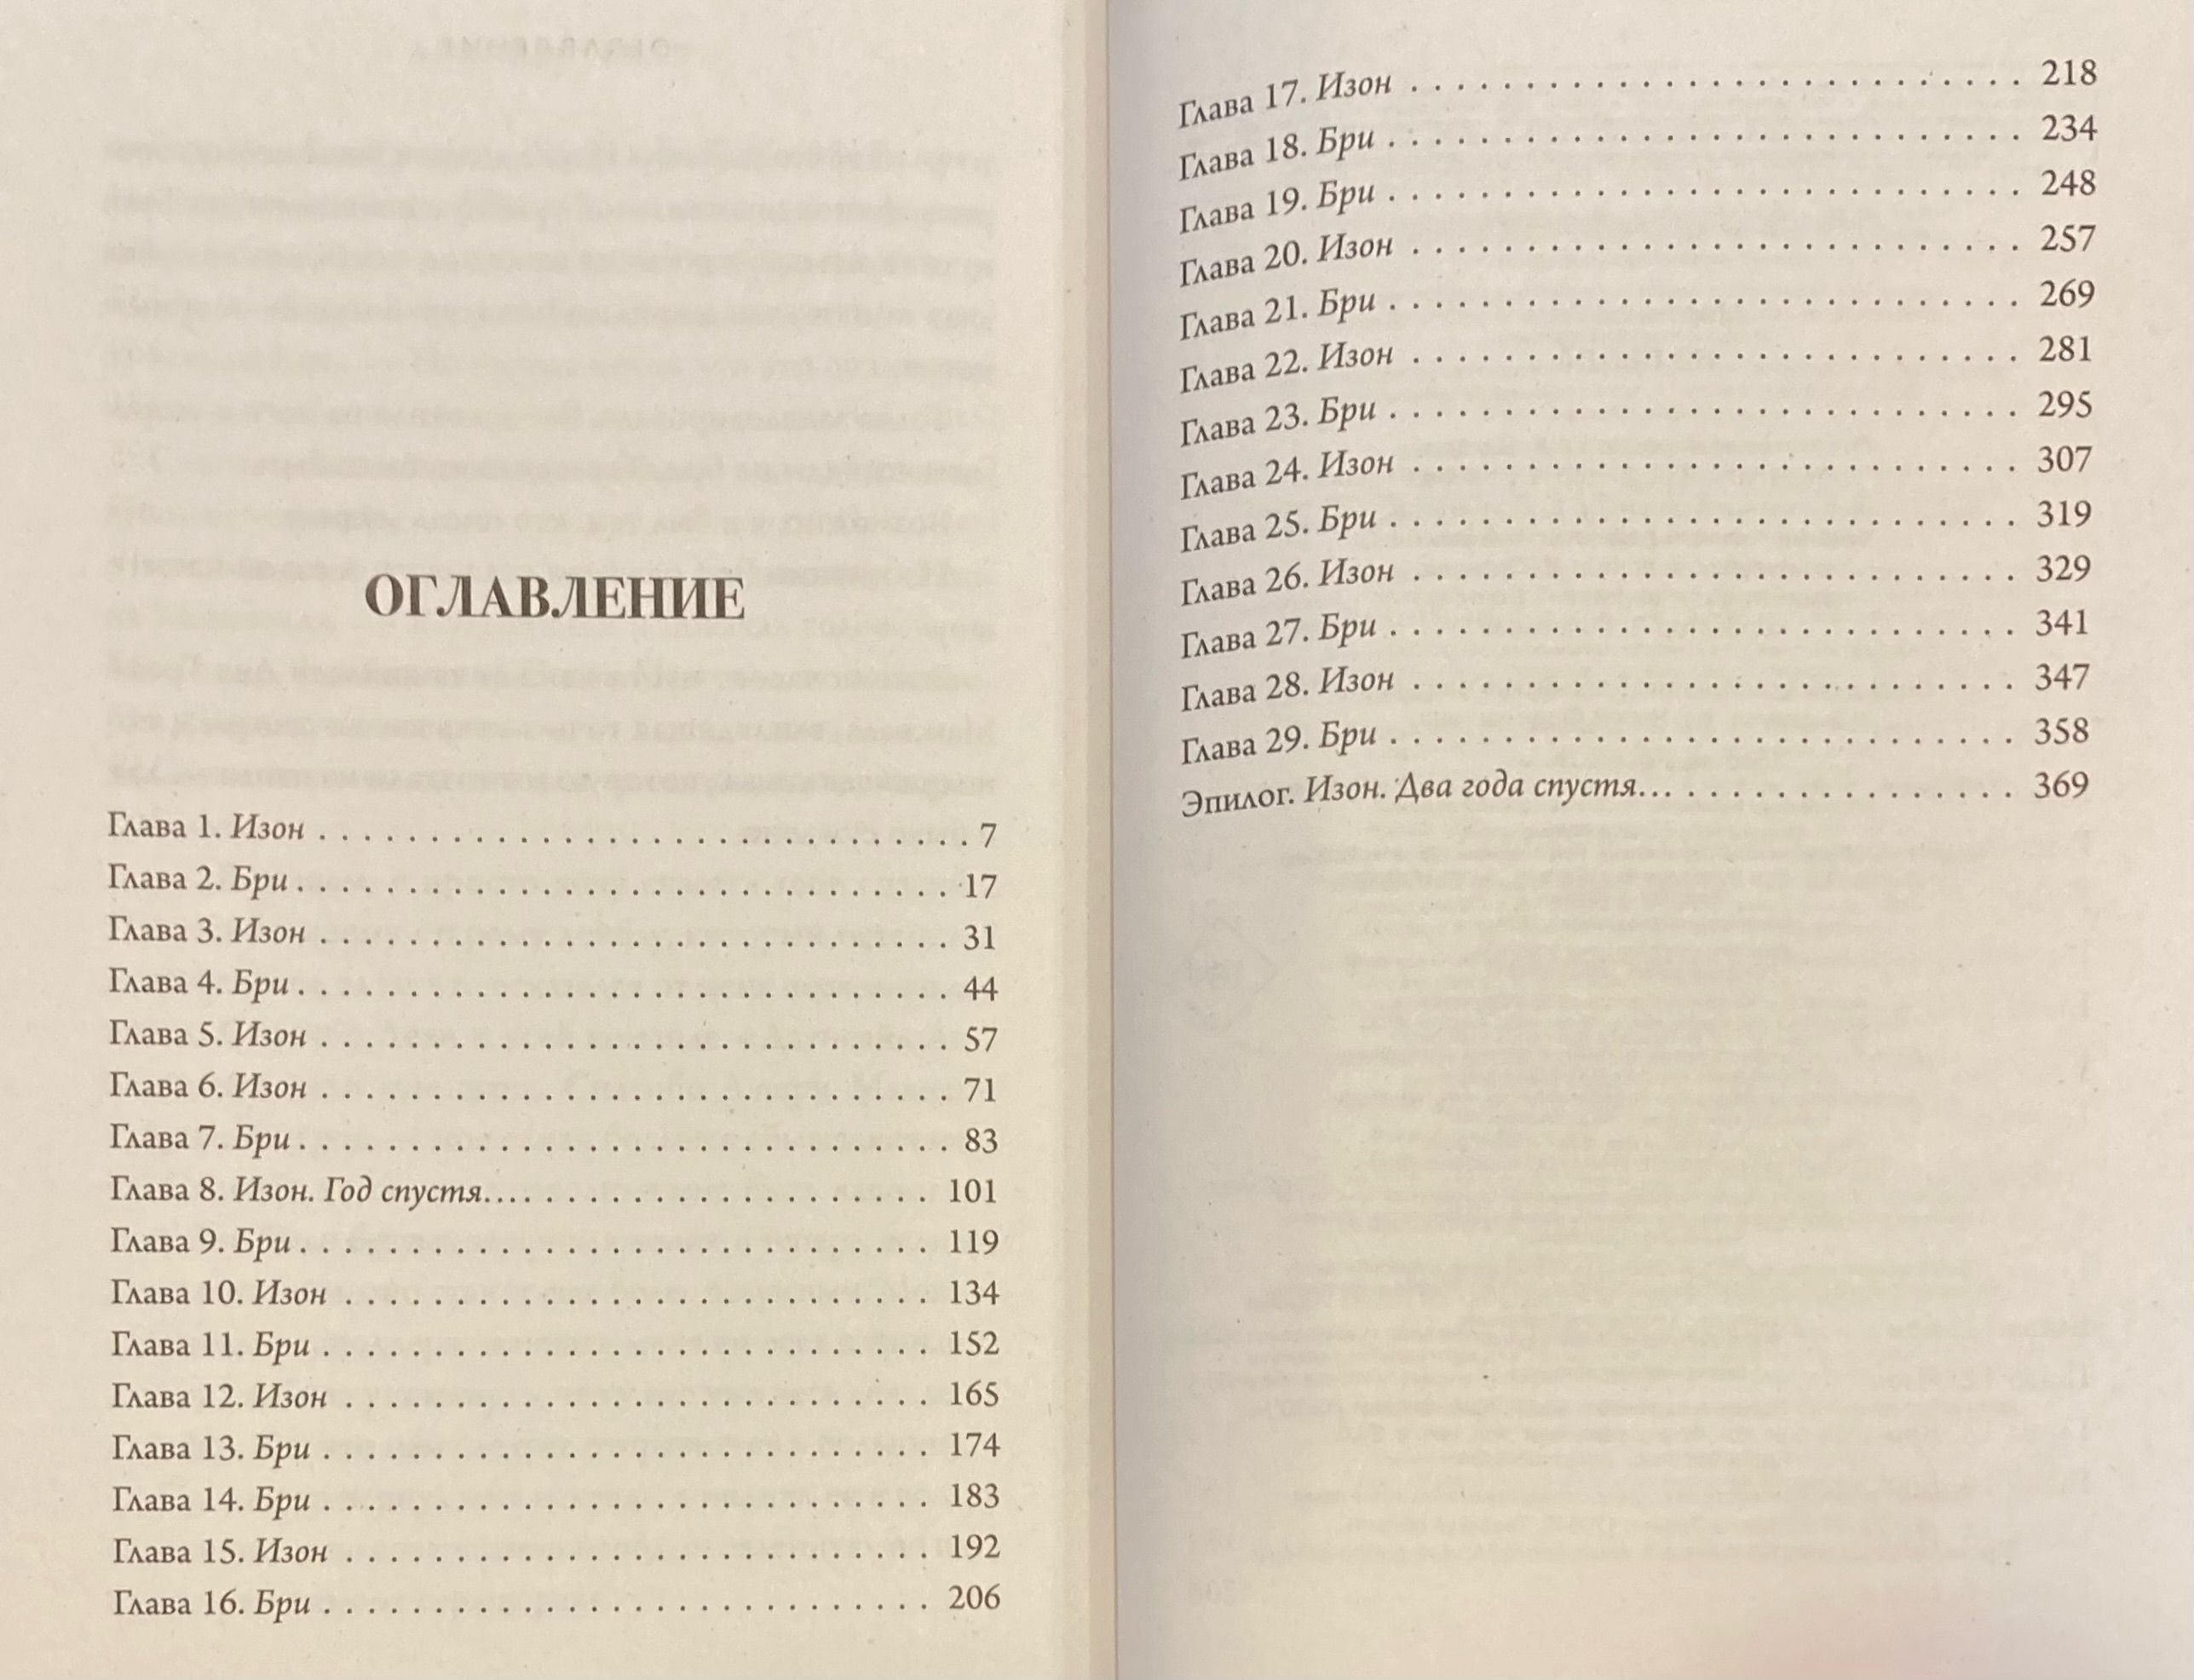 ОГЛАВЛЕНИЕ
Глава 1. Изон . . . . . . . . . . . . . . . . . . . . . . . . . . . . . 7
Глава 2. Бри . . . . . . . . . . . . . . . . . . . . . . . . . . . . . 17
Глава 3. Изон . . . . . . . . . . . . . . . . . . . . . . . . . . . . 31
Глава 4. Бри . . . . . . . . . . . . . . . . . . . . . . . . . . . . . 44
Глава 5. Изон . . . . . . . . . . . . . . . . . . . . . . . . . . . . 57
Глава 6. Изон . . . . . . . . . . . . . . . . . . . . . . . . . . . . 71
Глава 7. Бри . . . . . . . . . . . . . . . . . . . . . . . . . . . . . 83
Глава 8. Изон. Год спустя... . . . . . . . . . . . . . . . . . . . 101
Глава 9. Бри . . . . . . . . . . . . . . . . . . . . . . . . . . . . 119
Глава 10. Изон . . . . . . . . . . . . . . . . . . . . . . . . . . . 134
Глава 11. Бри . . . . . . . . . . . . . . . . . . . . . . . . . . . . 152
Глава 12. Изон . . . . . . . . . . . . . . . . . . . . . . . . . . . 165
Глава 13. Бри . . . . . . . . . . . . . . . . . . . . . . . . . . . . 174
Глава 14. Бри . . . . . . . . . . . . . . . . . . . . . . . . . . . . 183
Глава 15. Изон . . . . . . . . . . . . . . . . . . . . . . . . . . . 192
Глава 16. Бри . . . . . . . . . . . . . . . . . . . . . . . . . . . . 206
Глава 17. Изон . . . . . . . . . . . . . . . . . . . . . . . . . . . 218
Глава 18. Бри . . . . . . . . . . . . . . . . . . . . . . . . . . . . 234
Глава 19. Бри . . . . . . . . . . . . . . . . . . . . . . . . . . . . 248
Глава 20. Изон . . . . . . . . . . . . . . . . . . . . . . . . . . . 257
Глава 21. Бри . . . . . . . . . . . . . . . . . . . . . . . . . . . . 269
Глава 22. Изон . . . . . . . . . . . . . . . . . . . . . . . . . . . 281
Глава 23. Бри . . . . . . . . . . . . . . . . . . . . . . . . . . . . 295
Глава 24. Изон . . . . . . . . . . . . . . . . . . . . . . . . . . . 307
Глава 25. Бри . . . . . . . . . . . . . . . . . . . . . . . . . . . . 319
Глава 26. Изон . . . . . . . . . . . . . . . . . . . . . . . . . . . 329
Глава 27. Бри . . . . . . . . . . . . . . . . . . . . . . . . . . . . 341
Глава 28. Изон . . . . . . . . . . . . . . . . . . . . . . . . . . . 347
Глава 29. Бри . . . . . . . . . . . . . . . . . . . . . . . . . . . . 358
Эпилог. Изон. Два года спустя... . . . . . . . . . . . . . . . . 369